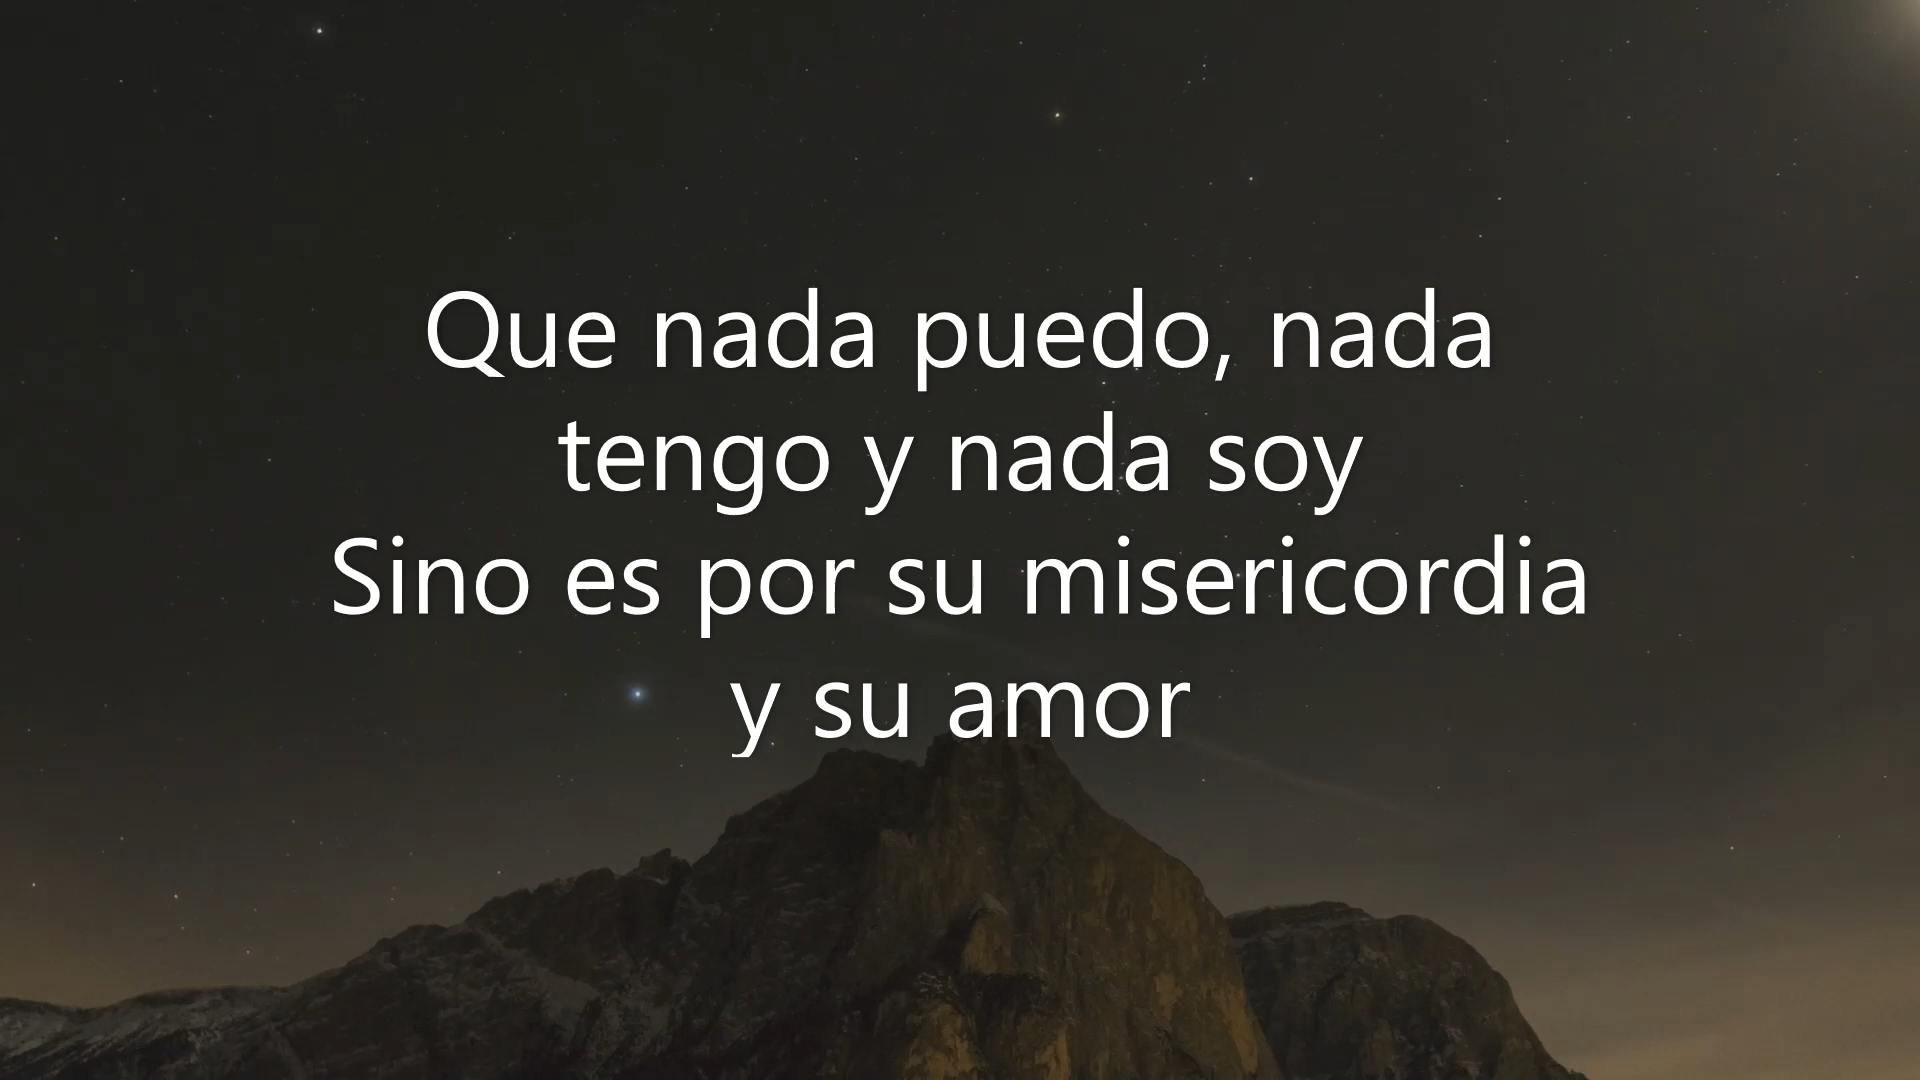 Que nada puedo, nada
tengo y nada soy
Sino es por su misericordia
y su amor